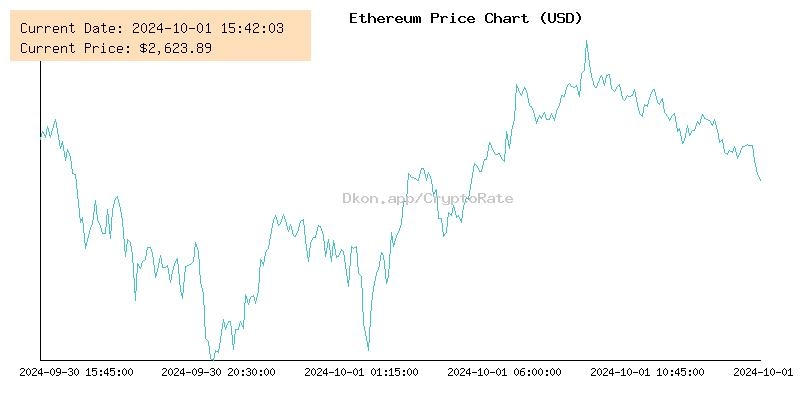 Ethereum Price Chart (USD)
Current Date: 2024-10-01 15:42:03
Current Price: $2,623.89
Dkon.app/CryptoRate
2024-09-30 15:45:00 2024-09-30 20:30:00 2024-10-01 01:15:00 2024-10-01 06:00:00 2024-10-01 10:45:00 2024-10-01